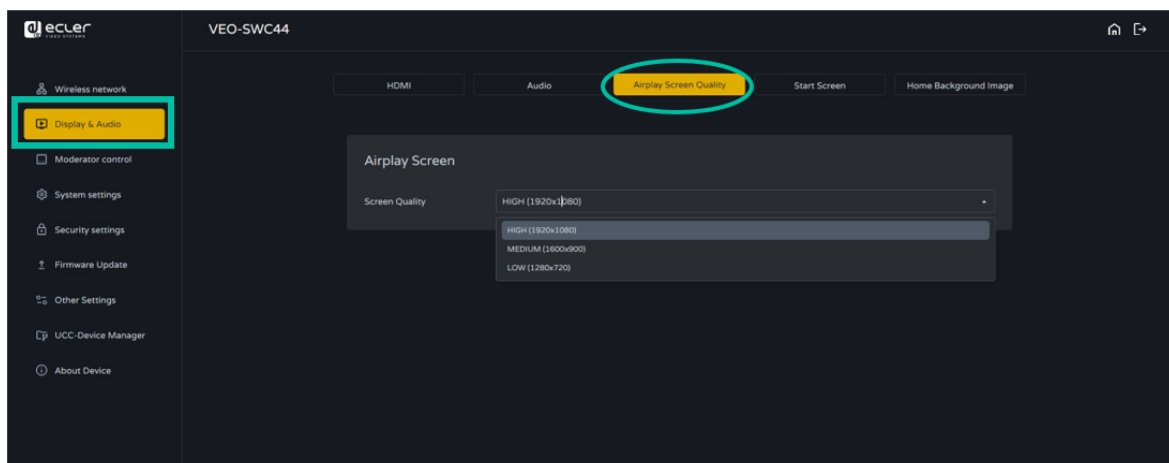 ecler
VIDEO SYSTEMS
VEO-SWC44
Wireless network
Display & Audio
Moderator control
System settings
Security settings
Firmware Update
Other Settings
UCC-Device Manager
About Device
HDMI
Audio
Airplay Screen Quality
Start Screen
Home Background Image
Airplay Screen
Screen Quality
HIGH (1920x1080)
HIGH (1920x1080)
MEDIUM (1600x900)
LOW (1280x720)